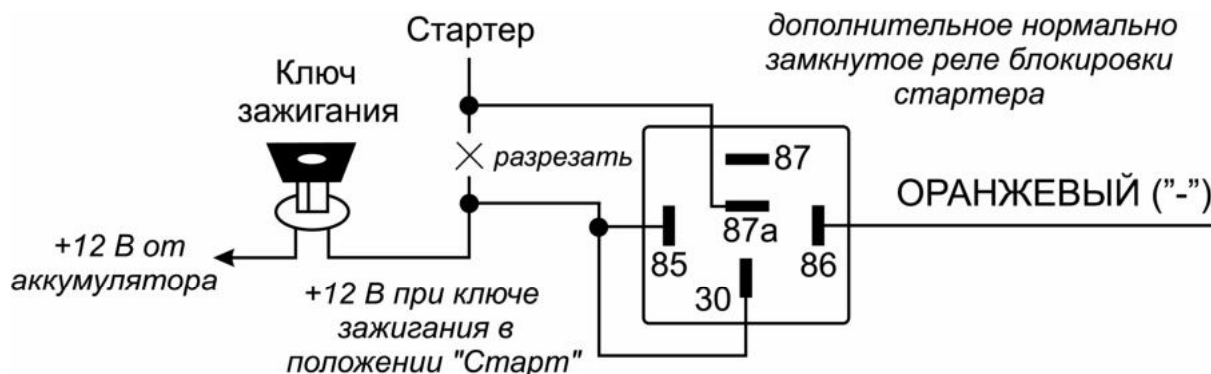 Стартер
дополнительное нормально
замкнутое реле блокировки
стартера
Ключ
зажигания
разрезать
87
87а
85
86
30
ОРАНЖЕВЫЙ ("-")
+12 В от
аккумулятора
+12 В при ключе
зажигания в
положении "Старт"